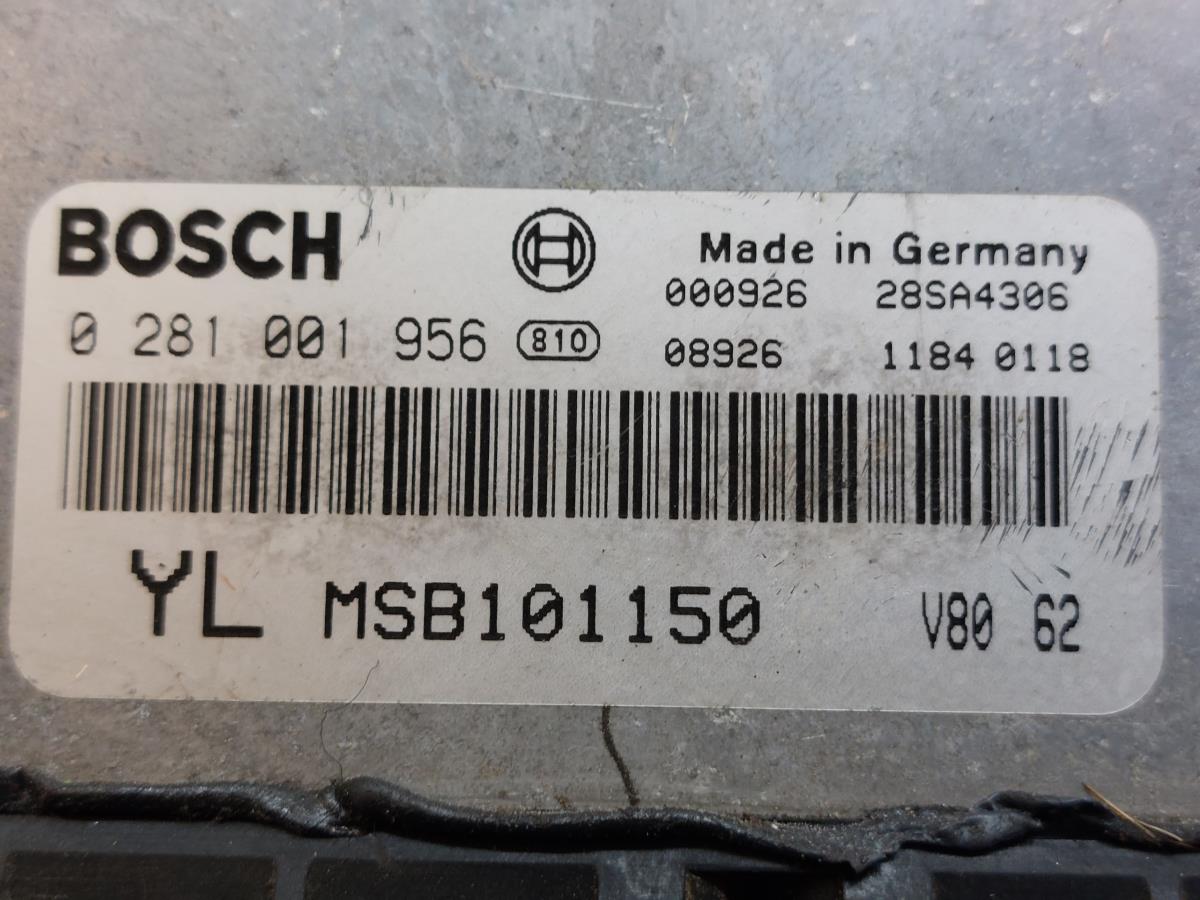 BOSCH
Made in Germany
000926 28SA4306
0 281 001 956 810
08926 1184 0118
YL MSB101150 V80 62